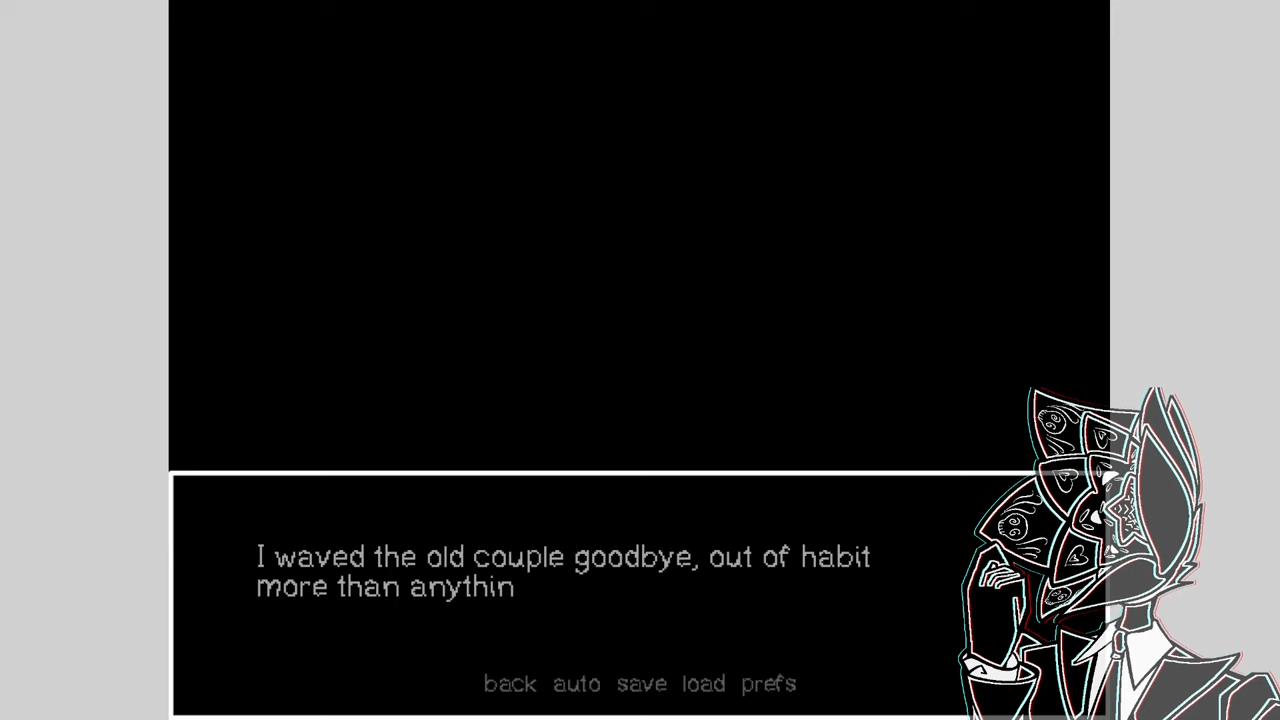 I waved the old couple goodbye, out of habit
more than anythin
back auto save load prefs